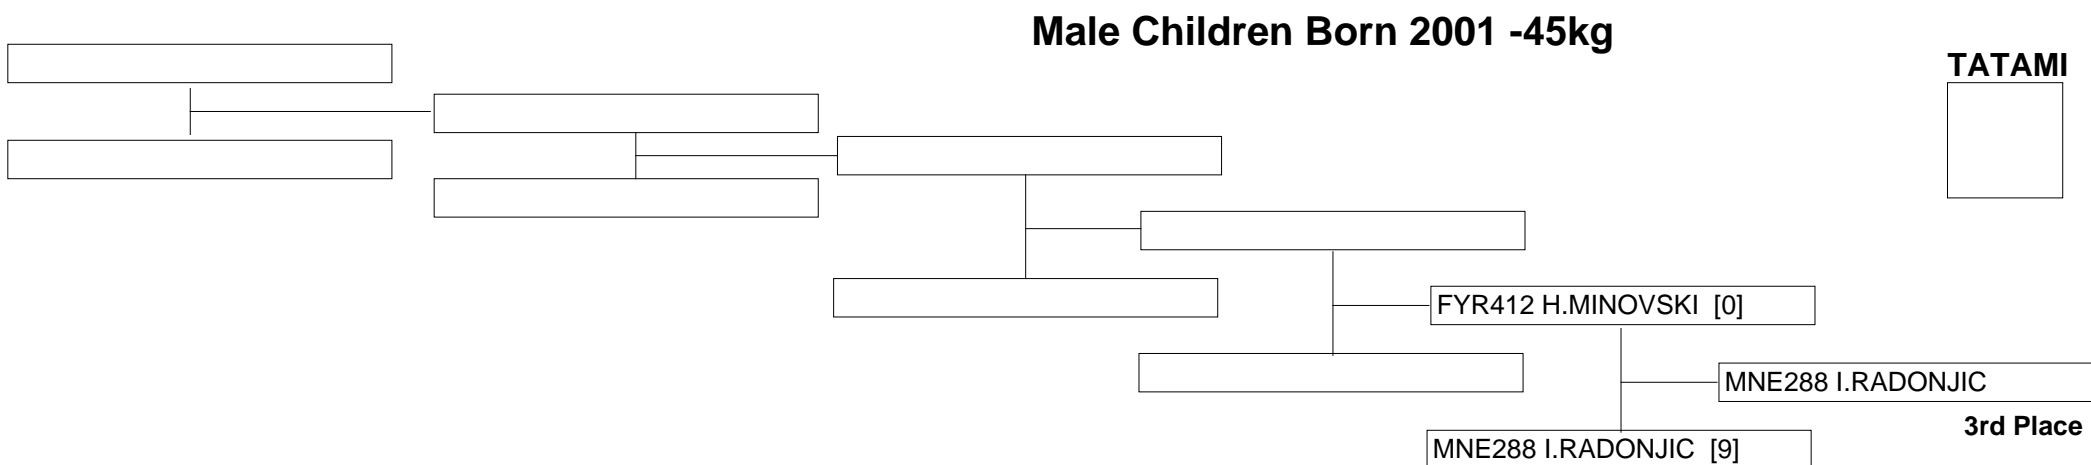 Male Children Born 2001 -45kg
TATAMI
FYR412 H.MINOVSKI [0]
MNE288 I.RADONJIC
3rd Place
MNE288 I.RADONJIC [9]